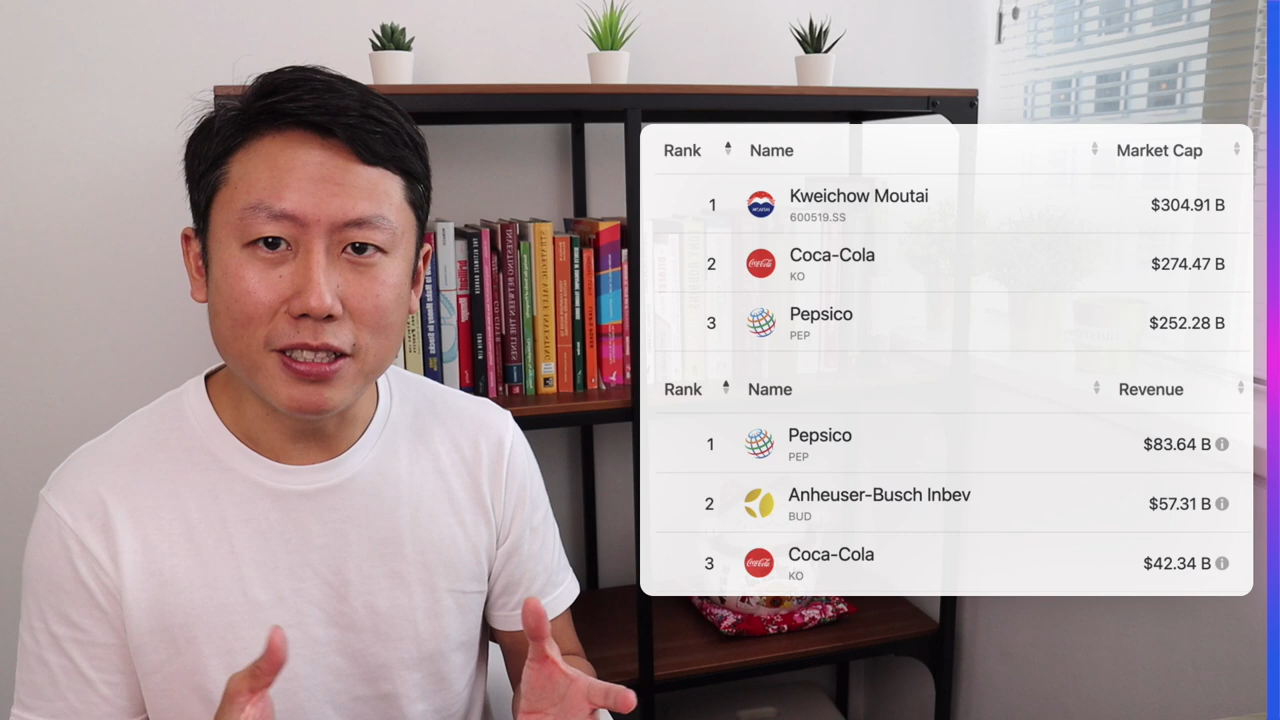 Rank Name Market Cap
1 Kweichow Moutai $304.91 B
600519.SS
2 Coca-Cola $274.47 B
KO
3 Pepsico $252.28 B
PEP
Rank Name Revenue
1 Pepsico $83.64 B
PEP
2 Anheuser-Busch Inbev $57.31 B
BUD
3 Coca-Cola $42.34 B
KO